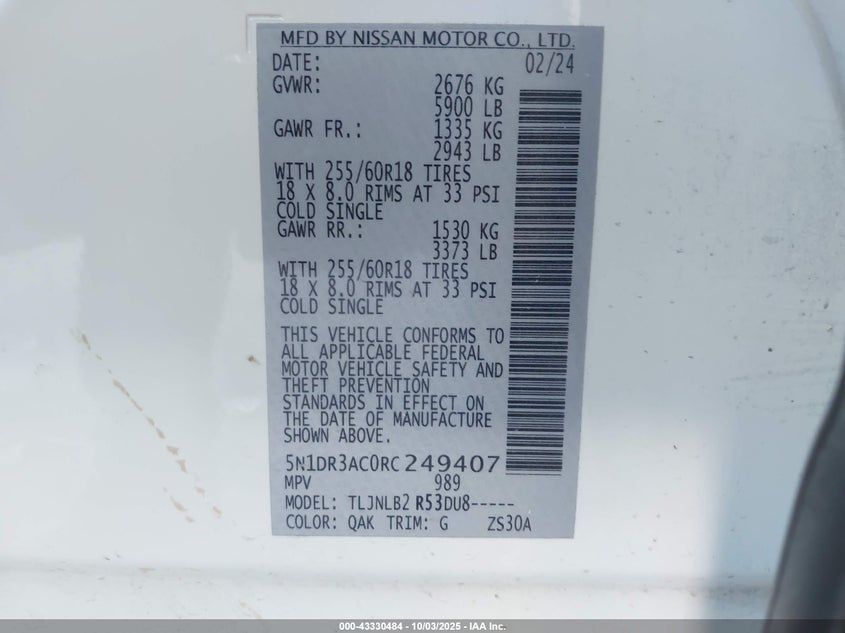 MFD BY NISSAN MOTOR CO., LTD.
DATE: 02/24
GVWR: 2676 KG
5900 LB
GAWR FR.: 1335 KG
2943 LB
WITH 255/60R18 TIRES
18 X 8.0 RIMS AT 33 PSI
COLD SINGLE
GAWR RR.: 1530 KG
3373 LB
WITH 255/60R18 TIRES
18 X 8.0 RIMS AT 33 PSI
COLD SINGLE
THIS VEHICLE CONFORMS TO
ALL APPLICABLE FEDERAL
MOTOR VEHICLE SAFETY AND
THEFT PREVENTION
STANDARDS IN EFFECT ON
THE DATE OF MANUFACTURE
SHOWN ABOVE.
5N1DR3AC0RC249407
MPV 989
MODEL: TLJNLB2 R53DU8-----
COLOR: QAK TRIM: G ZS30A
000-43330484 - 10/03/2025 - IAA Inc.